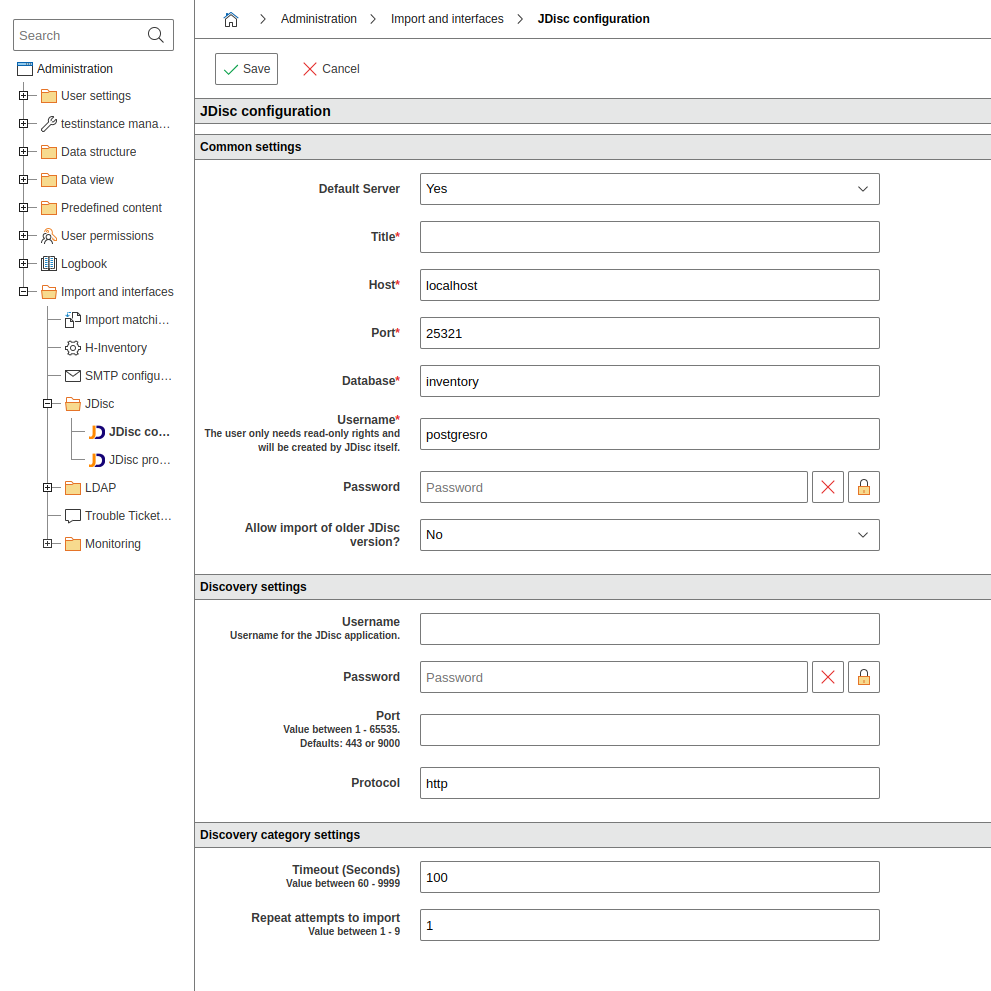 Search
Administration
User settings
testinstance mana...
Data structure
Data view
Predefined content
User permissions
Logbook
Import and interfaces
Import matchi...
H-Inventory
SMTP configu...
JDisc
JDisc co...
JDisc pro...
LDAP
Trouble Ticket...
Monitoring
Administration > Import and interfaces > JDisc configuration
Save Cancel
JDisc configuration
Common settings
Default Server Yes
Title*
Host* localhost
Port* 25321
Database* inventory
Username*
The user only needs read-only rights and
will be created by JDisc itself.
postgresro
Password Password
Allow import of older JDisc
version?
No
Discovery settings
Username
Username for the JDisc application.
Password Password
Port
Value between 1 - 65535.
Defaults: 443 or 9000
Protocol http
Discovery category settings
Timeout (Seconds)
Value between 60 - 9999
100
Repeat attempts to import
Value between 1 - 9
1